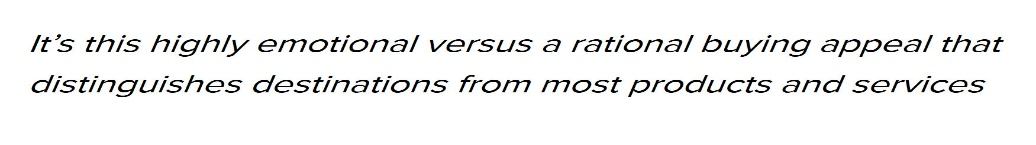 It’s this highly emotional versus a rational buying appeal that
distinguishes destinations from most products and services